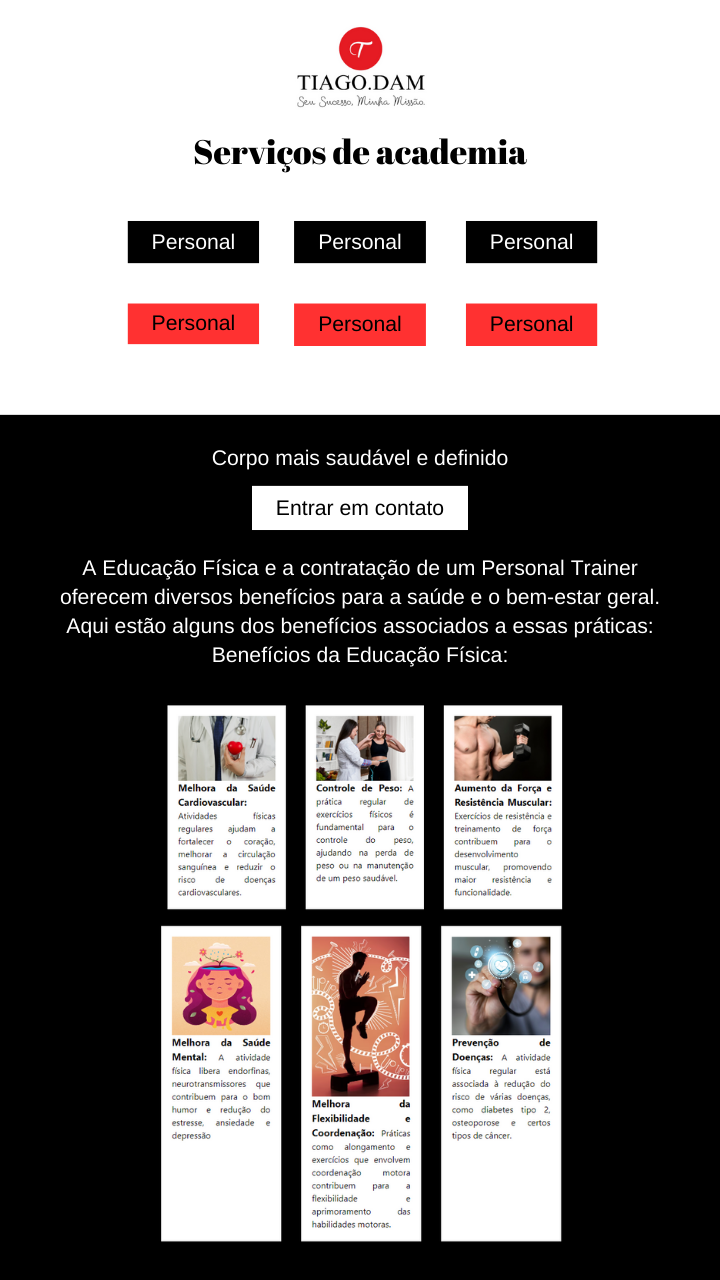 T
TIAGO.DAM
Seu Sucesso, Minha Missão
Serviços de academia
Personal
Personal
Personal
Personal
Personal
Personal
Corpo mais saudável e definido
Entrar em contato
A Educação Física e a contratação de um Personal Trainer
oferecem diversos benefícios para a saúde e o bem-estar geral.
Aqui estão alguns dos benefícios associados a essas práticas:
Benefícios da Educação Física:
Melhora da Saúde
Cardiovascular:
Atividades físicas
regulares ajudam a
fortalecer o coração,
melhorar a circulação
sanguínea e reduzir o
risco de doenças
cardiovasculares.
Controle de Peso: A
prática regular de
exercícios físicos é
fundamental para o
controle do peso,
ajudando na perda de
peso ou na manutenção
de um peso saudável.
Aumento da Força e
Resistência Muscular:
Exercícios de resistência e
treinamento de força
contribuem para o
desenvolvimento
muscular, promovendo
maior resistência e
funcionalidade.
Melhora da Saúde
Mental: A atividade
física libera endorfinas,
neurotransmissores que
contribuem para o bom
humor e redução do
estresse, ansiedade e
depressão
Melhora da
Flexibilidade e
Coordenação: Práticas
como alongamento e
exercícios que envolvem
coordenação motora
contribuem para a
flexibilidade e
aprimoramento das
habilidades motoras.
Prevenção de
Doenças: A atividade
física regular está
associada à redução do
risco de várias doenças,
como diabetes tipo 2,
osteoporose e certos
tipos de câncer.